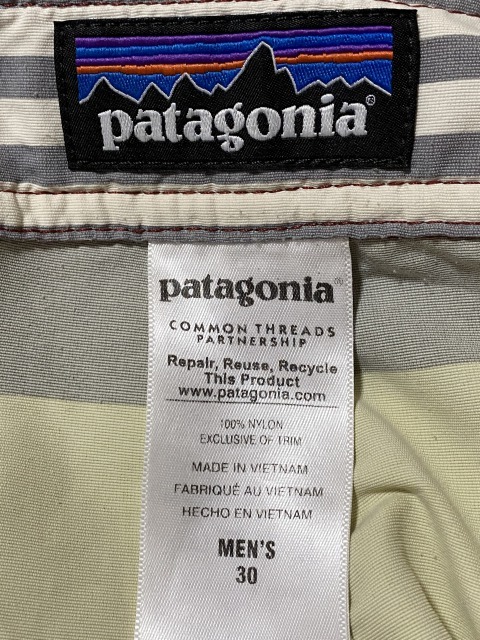 patagonia®
patagonia®
COMMON THREADS
PARTNERSHIP
Repair, Reuse, Recycle
This Product
www.patagonia.com
100% NYLON
EXCLUSIVE OF TRIM
MADE IN VIETNAM
FABRIQUÉ AU VIETNAM
HECHO EN VIETNAM
MEN'S
30